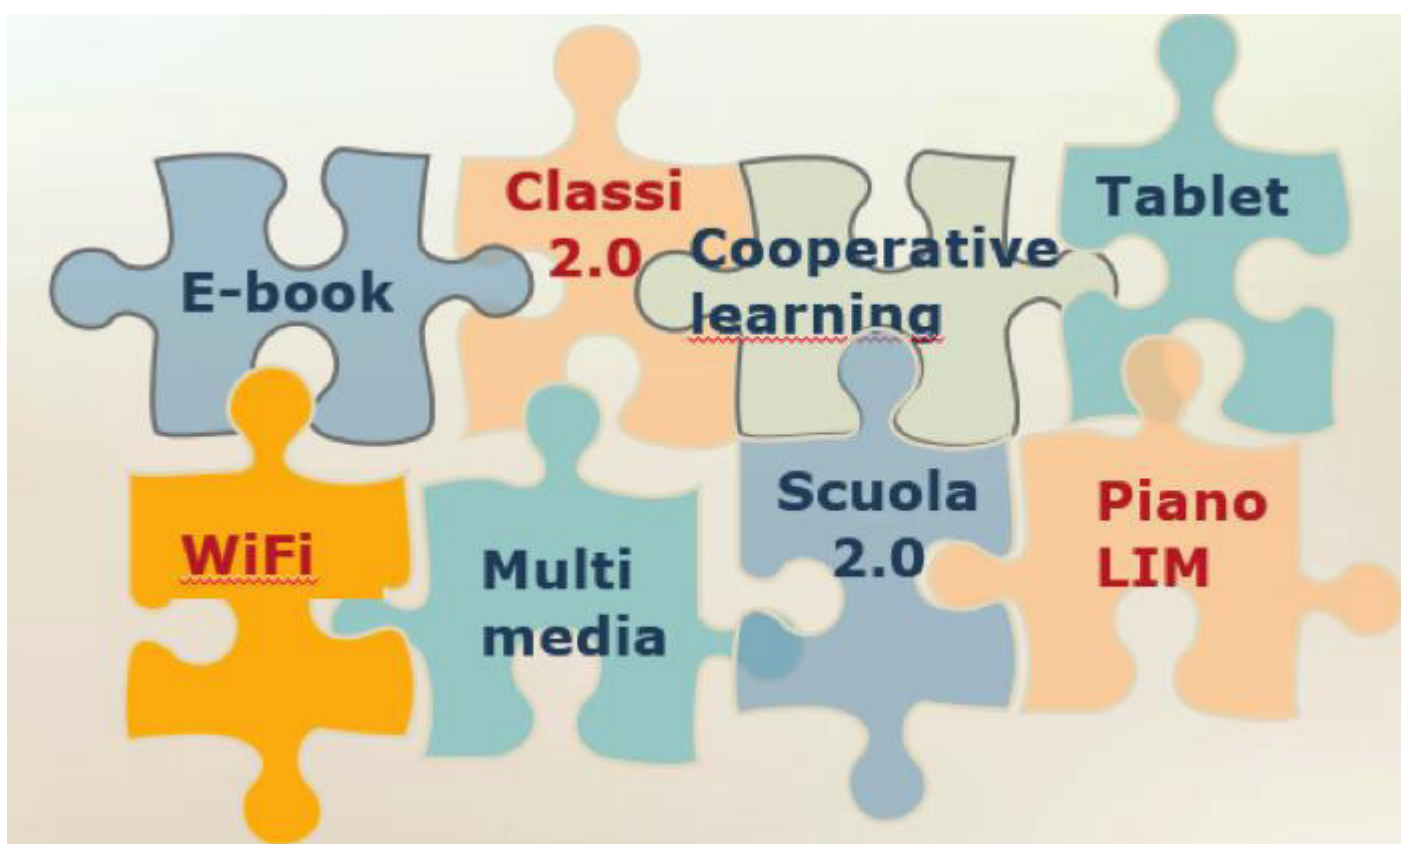 E-book
Classi
2.0
Cooperative
learning
Tablet
WiFi
Multi
media
Scuola
2.0
Piano
LIM